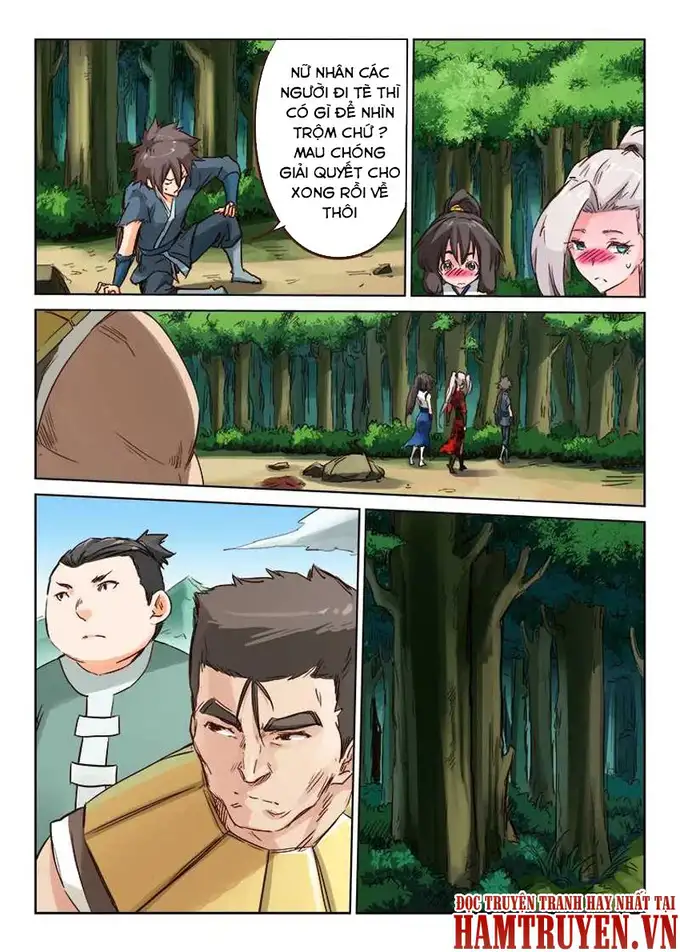 NỮ NHÂN CÁC
NGƯỜI ĐI TÈ THÌ
CÓ GÌ ĐỂ NHÌN
TRỘM CHỨ ?
MAU CHÓNG
GIẢI QUYẾT CHO
XONG RỒI VỀ
THÔI
ĐỌC TRUYỆN TRANH HAY NHẤT TẠI
HAMTRUYEN.VN